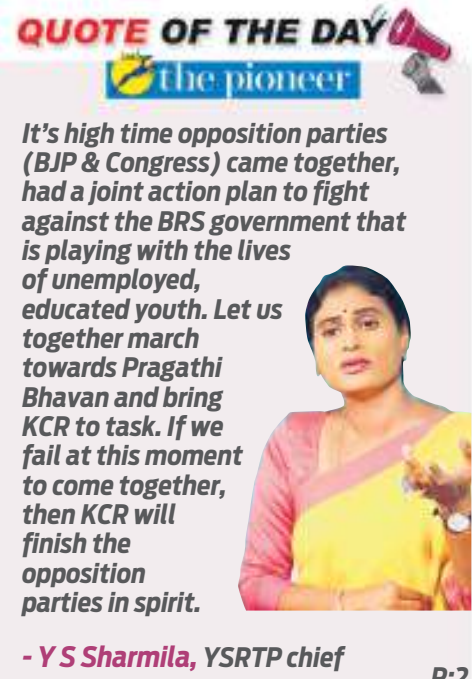 QUOTE OF THE DAY
the pioneer
It's high time opposition parties
(BJP & Congress) came together,
had a joint action plan to fight
against the BRS government that
is playing with the lives
of unemployed,
educated youth. Let us
together march
towards Pragathi
Bhavan and bring
KCR to task. If we
fail at this moment
to come together,
then KCR will
finish the
opposition
parties in spirit.
- Y S Sharmila, YSRTP chief
P:2